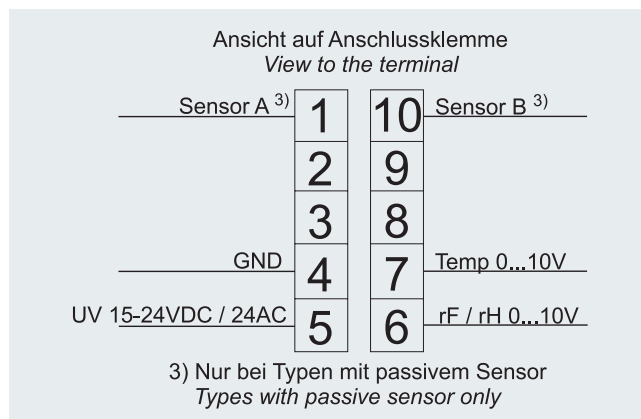 Ansicht auf Anschlussklemme
View to the terminal
Sensor A 3) 1 10 Sensor B 3)
2 9
3 8
GND 4 7 Temp 0...10V
UV 15-24VDC / 24AC 5 6 rF / rH 0...10V
3) Nur bei Typen mit passivem Sensor
Types with passive sensor only